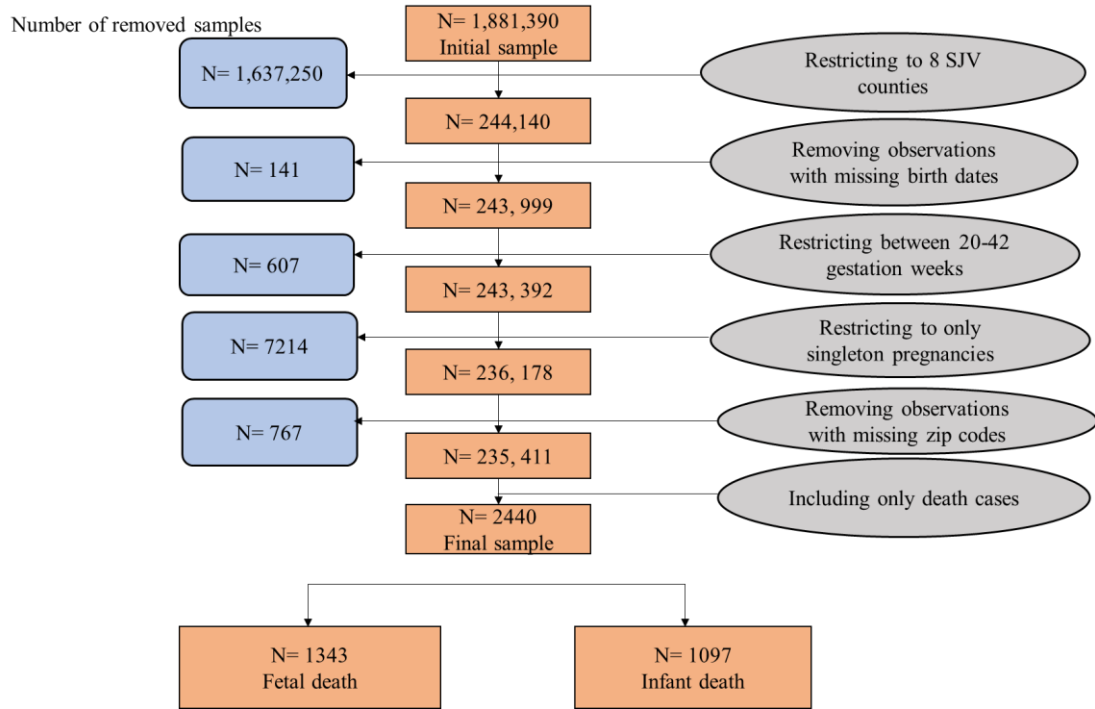 Number of removed samples
N= 1,881,390
Initial sample
N= 1,637,250
Restricting to 8 SJV
counties
N= 244,140
N= 141
Removing observations
with missing birth dates
N= 243, 999
N= 607
Restricting between 20-42
gestation weeks
N= 243, 392
N= 7214
Restricting to only
singleton pregnancies
N= 236, 178
N= 767
Removing observations
with missing zip codes
N= 235, 411
Including only death cases
N= 2440
Final sample
N= 1343
Fetal death
N= 1097
Infant death